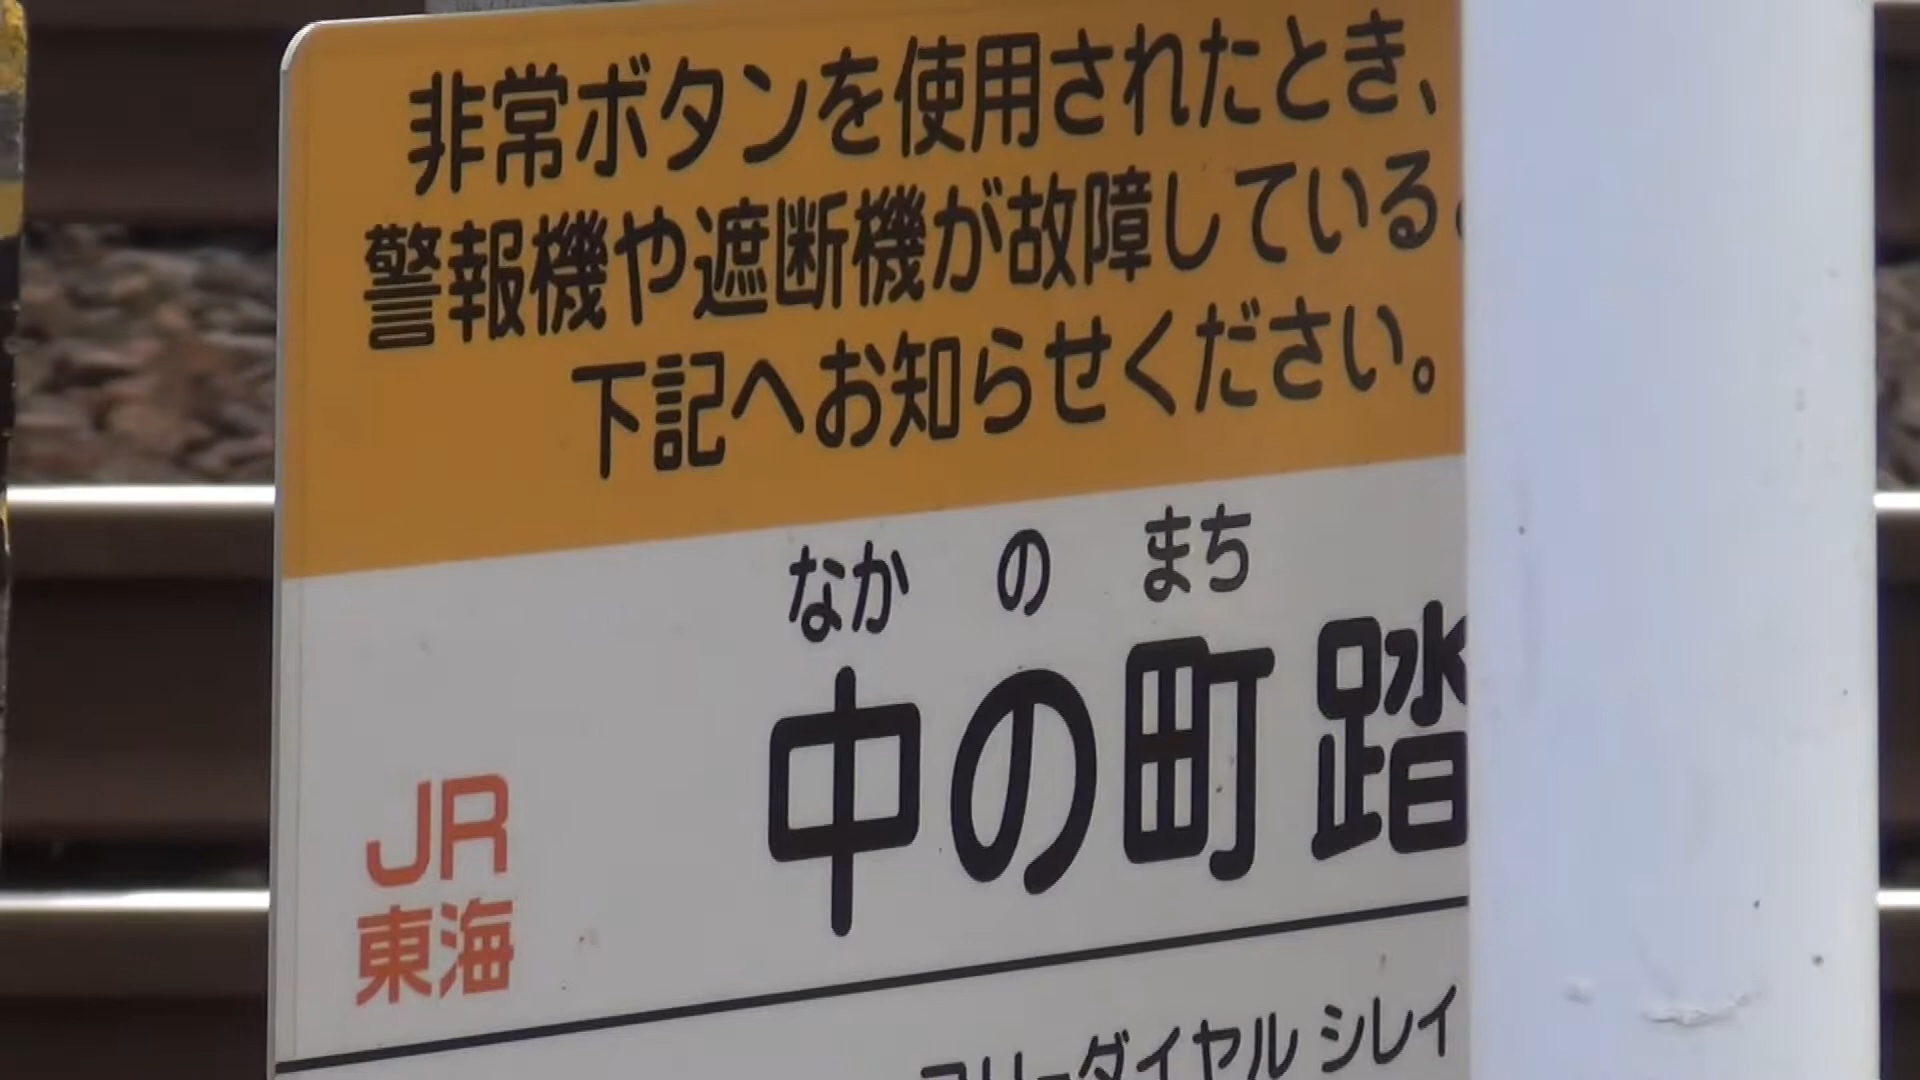 非常ボタンを使用されたとき、
警報機や遮断機が故障している
下記へお知らせください。
なか の まち
中の町踏
JR
東海
フリーダイヤル シレイ